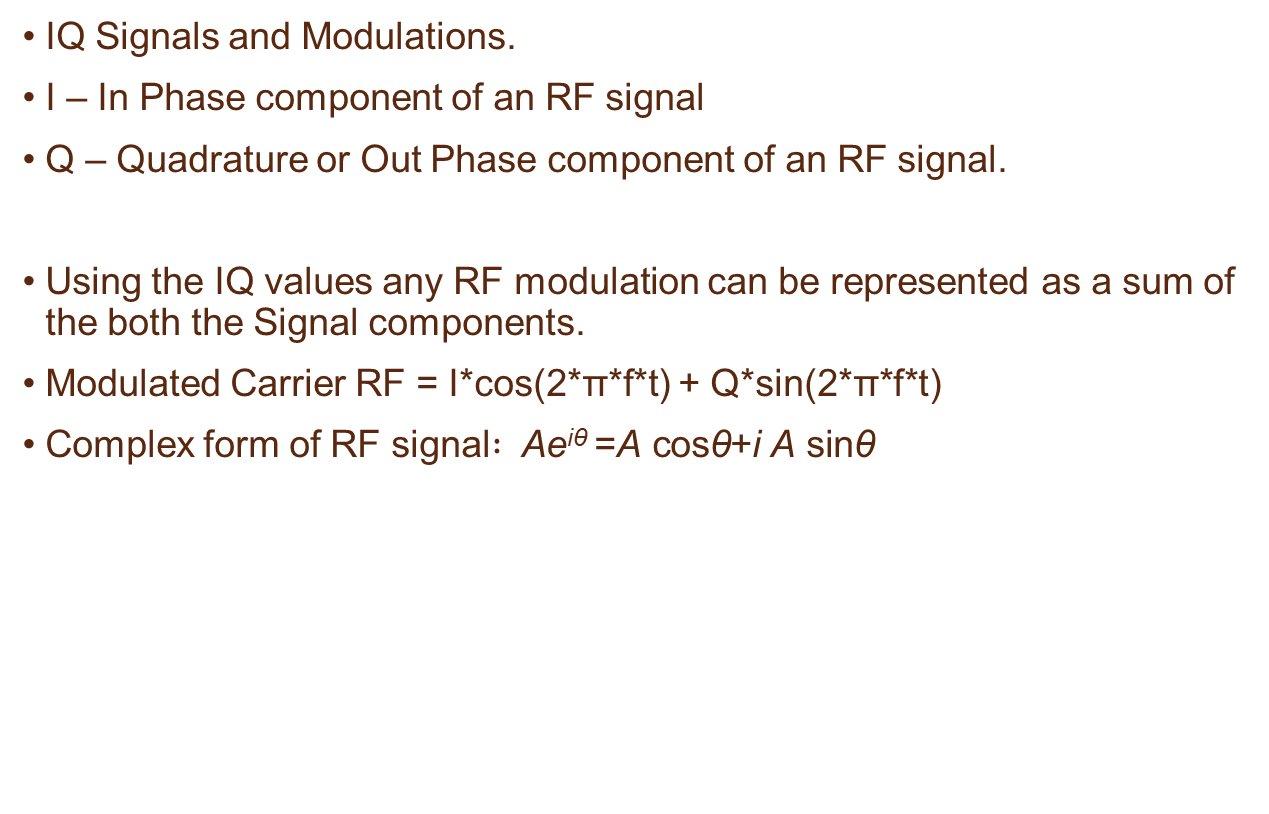 • IQ Signals and Modulations.
• I – In Phase component of an RF signal
• Q – Quadrature or Out Phase component of an RF signal.
• Using the IQ values any RF modulation can be represented as a sum of
the both the Signal components.
• Modulated Carrier RF = I*cos(2*π*f*t) + Q*sin(2*π*f*t)
• Complex form of RF signal: Ae^{iθ} =A cosθ+i A sinθ